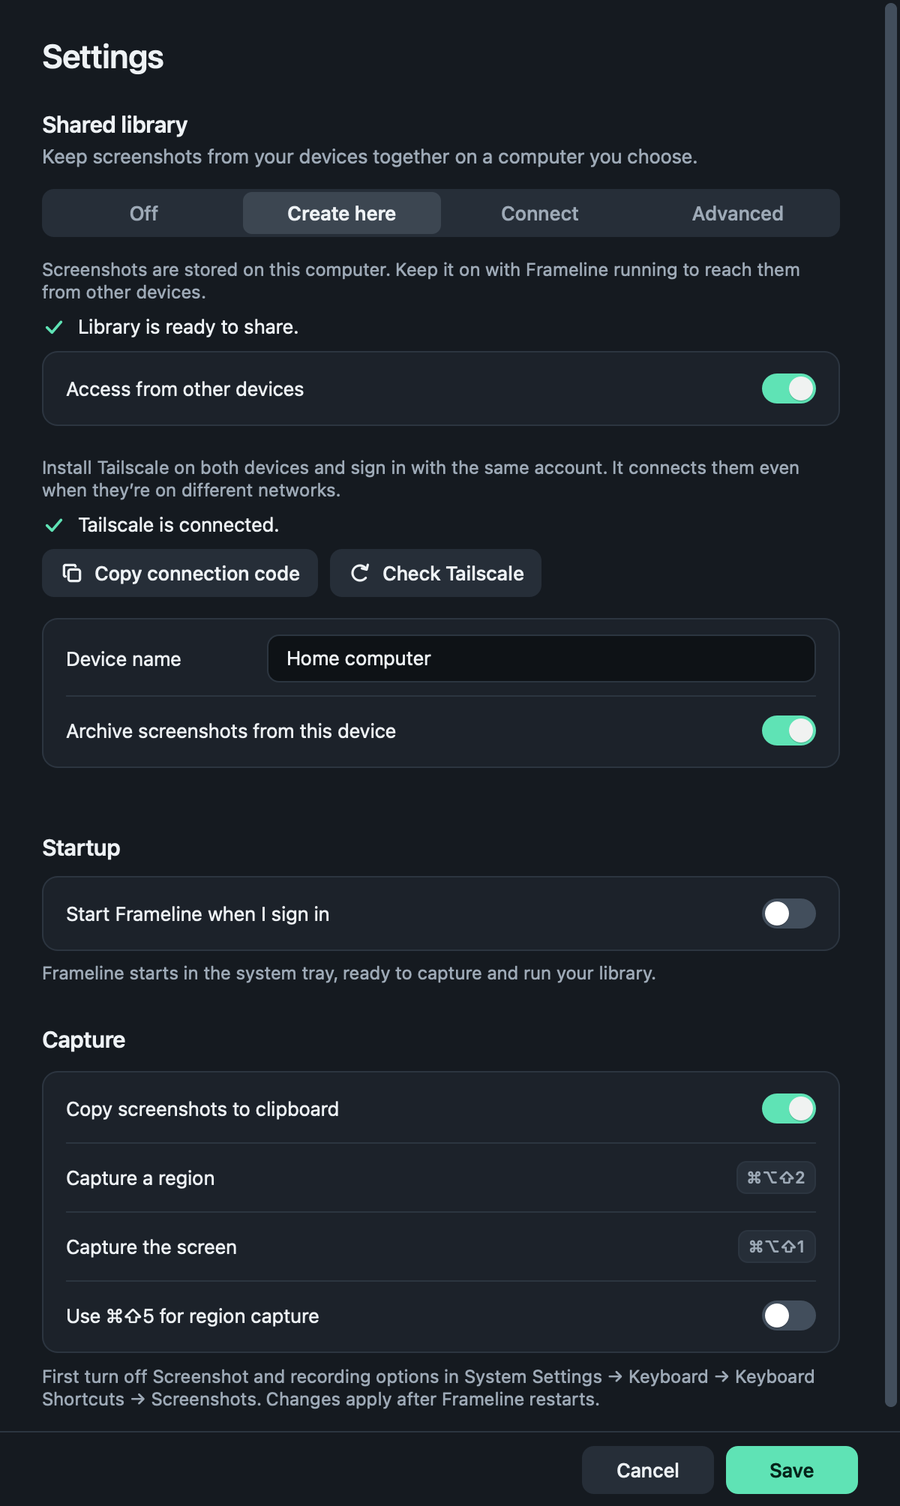 Settings
Shared library
Keep screenshots from your devices together on a computer you choose.
Off
Create here
Connect
Advanced
Screenshots are stored on this computer. Keep it on with Frameline running to reach them
from other devices.
Library is ready to share.
Access from other devices
Install Tailscale on both devices and sign in with the same account. It connects them even
when they’re on different networks.
Tailscale is connected.
Copy connection code
Check Tailscale
Device name
Home computer
Archive screenshots from this device
Startup
Start Frameline when I sign in
Frameline starts in the system tray, ready to capture and run your library.
Capture
Copy screenshots to clipboard
Capture a region
⌘⌥⇧2
Capture the screen
⌘⌥⇧1
Use ⌘⇧5 for region capture
First turn off Screenshot and recording options in System Settings → Keyboard → Keyboard
Shortcuts → Screenshots. Changes apply after Frameline restarts.
Cancel
Save